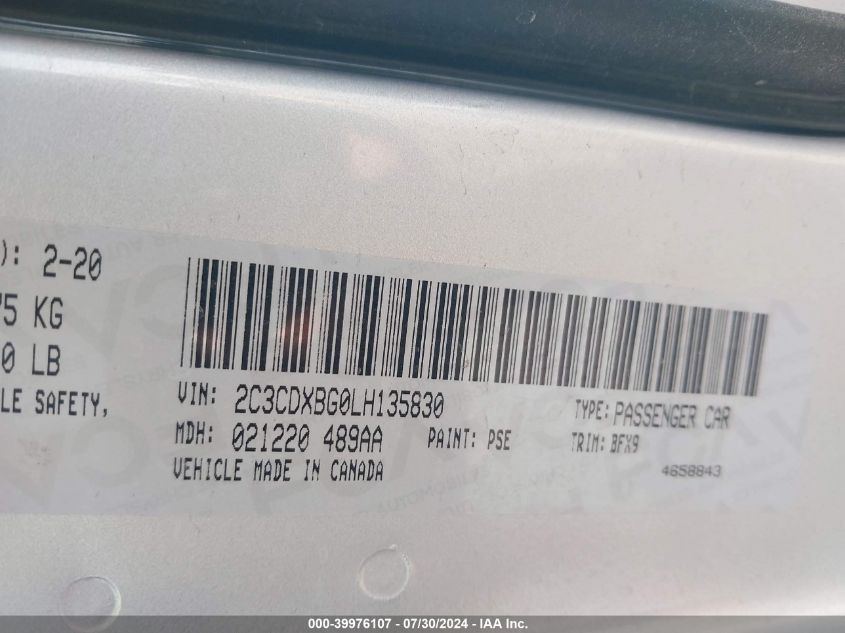 ): 2-20
75 KG
0 LB
LE SAFETY,
VIN: 2C3CDXBG0LH135830
TYPE: PASSENGER CAR
MDH: 021220 489AA
PAINT: PSE
TRIM: BFX9
VEHICLE MADE IN CANADA
4658843
000-39976107 - 07/30/2024 - IAA Inc.